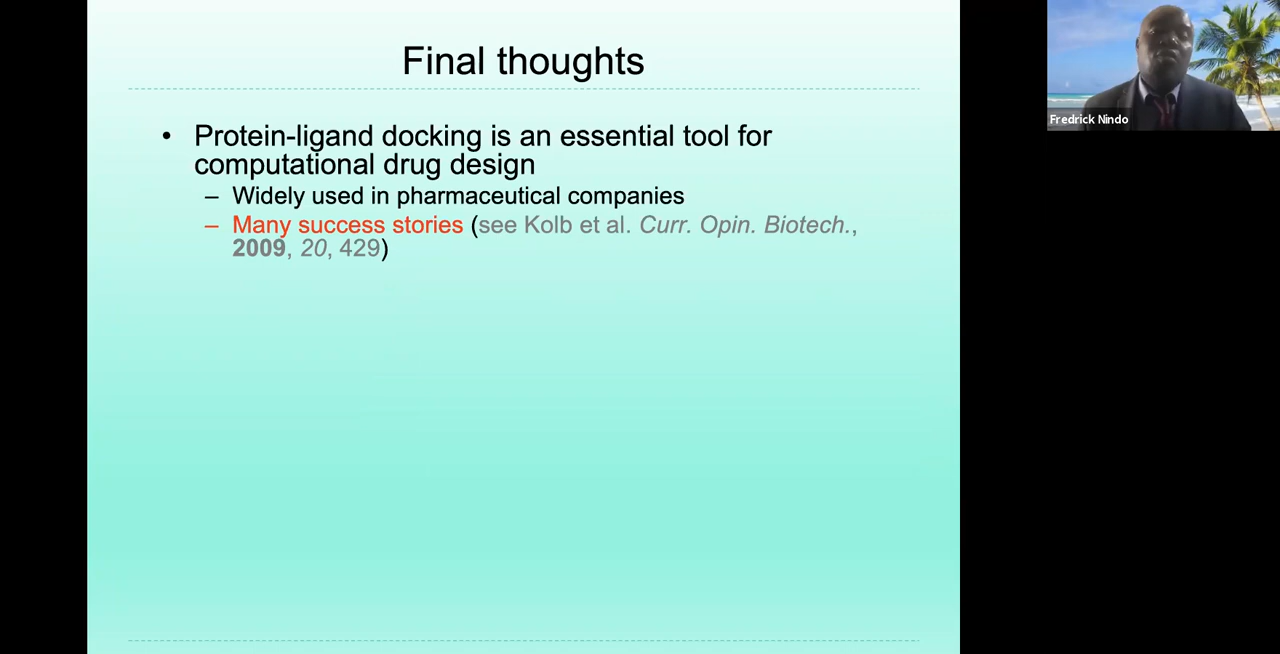 Final thoughts
• Protein-ligand docking is an essential tool for
computational drug design
– Widely used in pharmaceutical companies
– Many success stories (see Kolb et al. Curr. Opin. Biotech.,
2009, 20, 429)
Fredrick Nindo